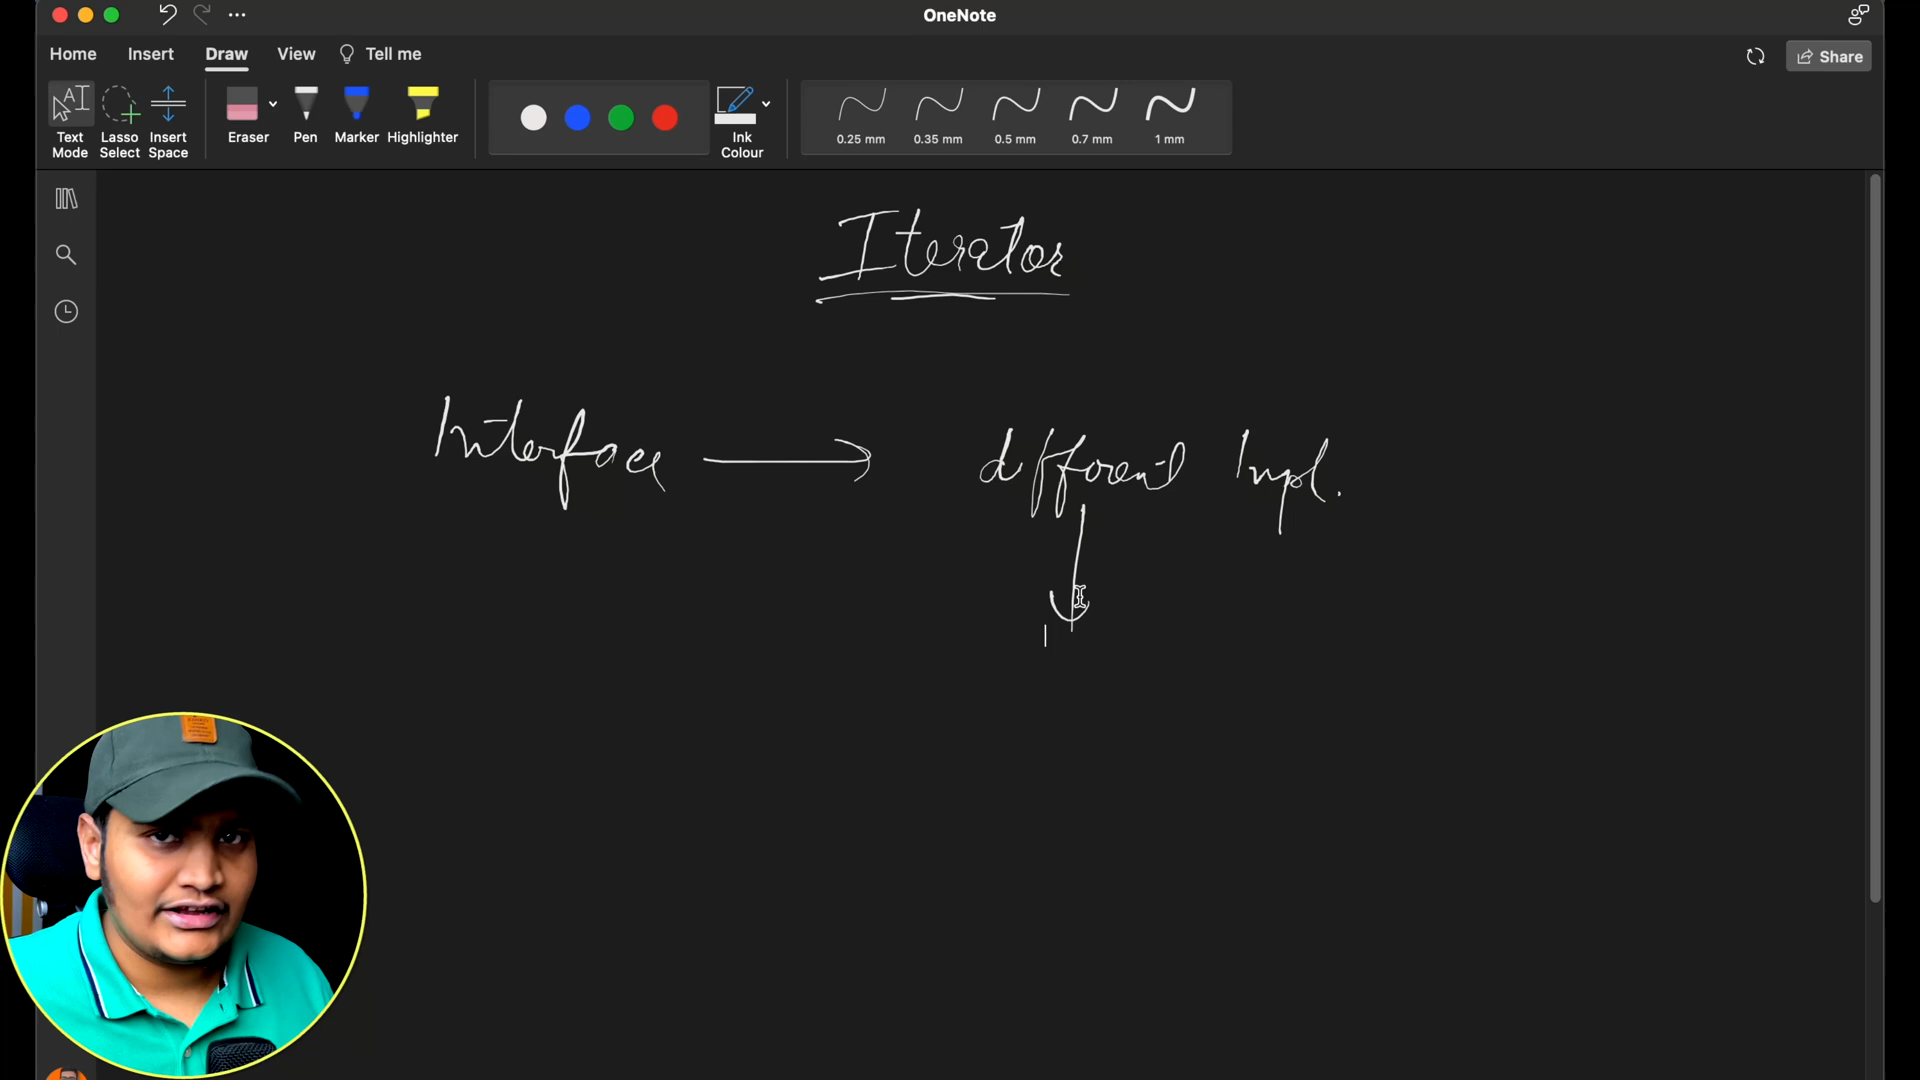 OneNote
Home Insert Draw View Tell me Share
Text Mode Lasso Select Insert Space Eraser Pen Marker Highlighter Ink Colour 0.25 mm 0.35 mm 0.5 mm 0.7 mm 1 mm
Iterator
Interface → different Impl.